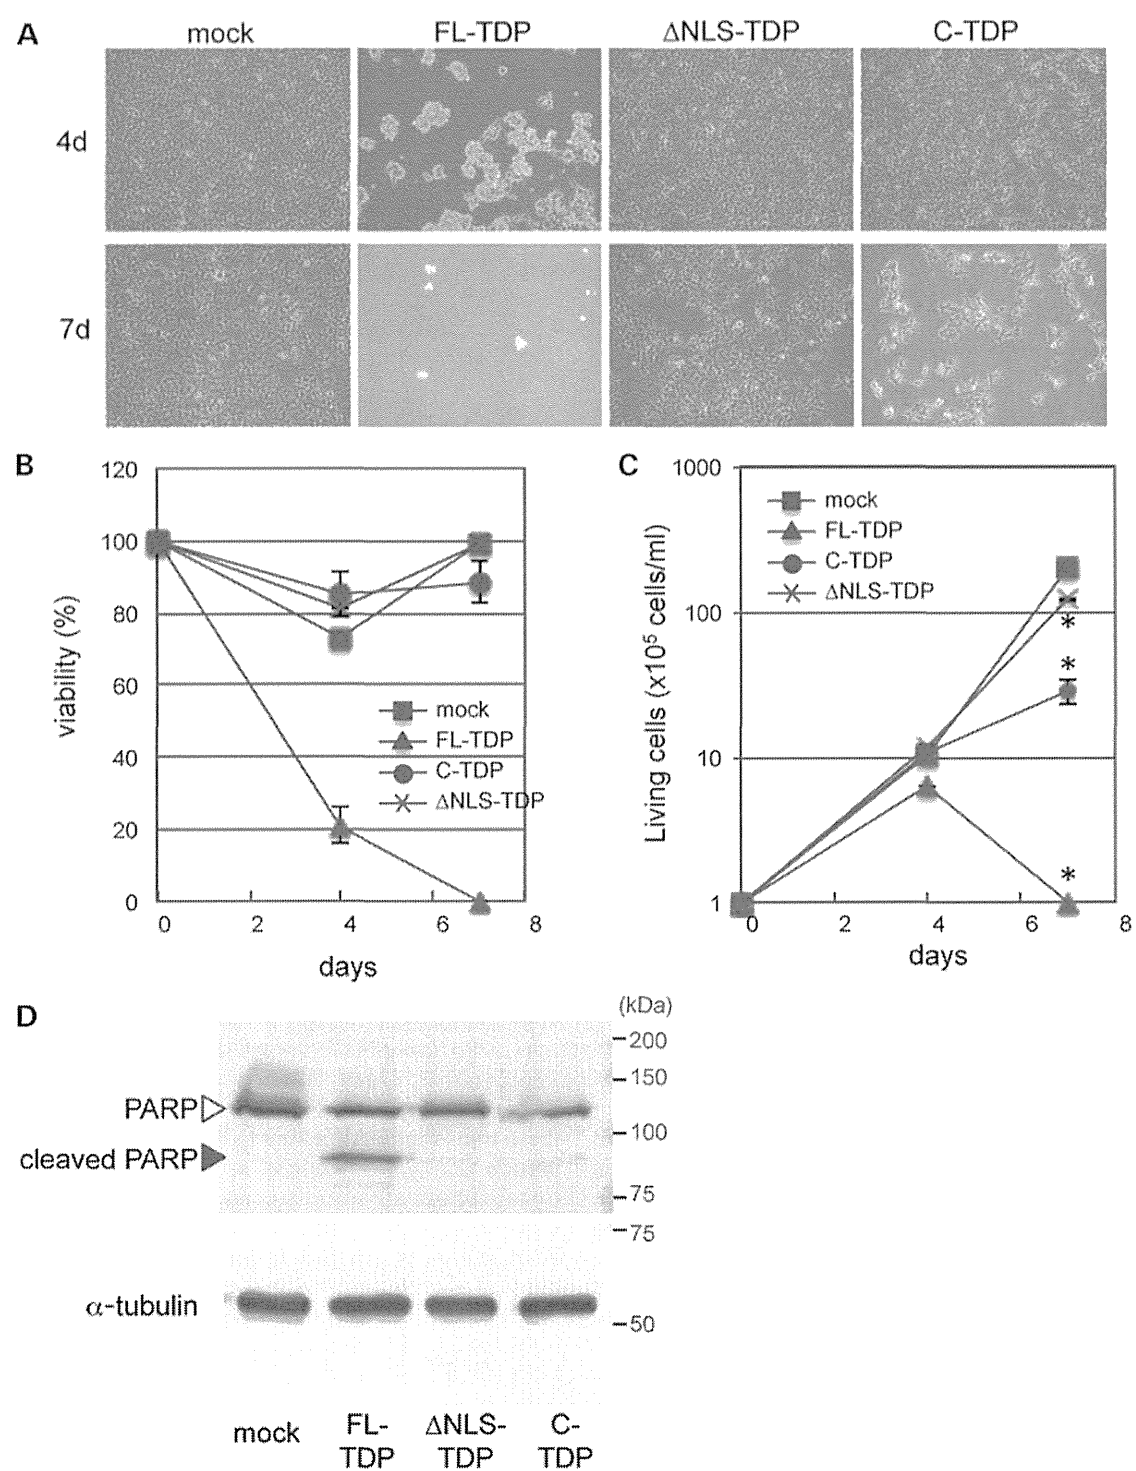 A
mock FL-TDP ΔNLS-TDP C-TDP
4d
7d
B
120
100
80
60
40
20
0
viability (%)
0 2 4 6 8
days
mock
FL-TDP
C-TDP
ΔNLS-TDP
C
1000
100
10
1
Living cells (x10⁵ cells/ml)
0 2 4 6 8
days
mock
FL-TDP
C-TDP
ΔNLS-TDP
*
*
*
D
(kDa)
200
150
PARP
100
cleaved PARP
75
75
α-tubulin
50
mock FL-TDP ΔNLS-TDP C-TDP